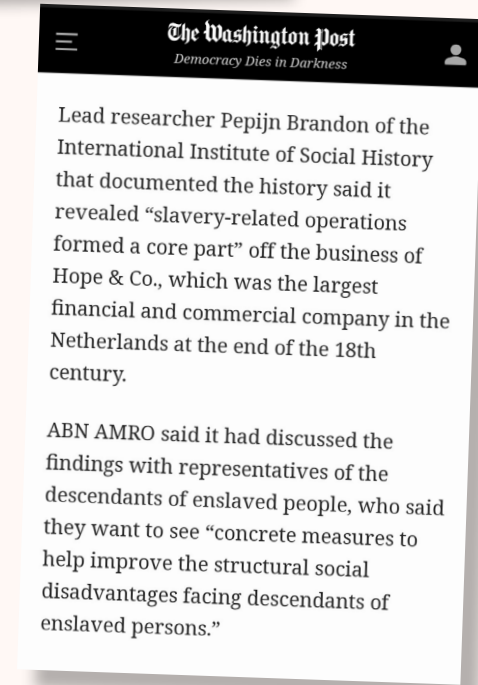 The Washington Post
Democracy Dies in Darkness
Lead researcher Pepijn Brandon of the
International Institute of Social History
that documented the history said it
revealed “slavery-related operations
formed a core part” off the business of
Hope & Co., which was the largest
financial and commercial company in the
Netherlands at the end of the 18th
century.
ABN AMRO said it had discussed the
findings with representatives of the
descendants of enslaved people, who said
they want to see “concrete measures to
help improve the structural social
disadvantages facing descendants of
enslaved persons.”